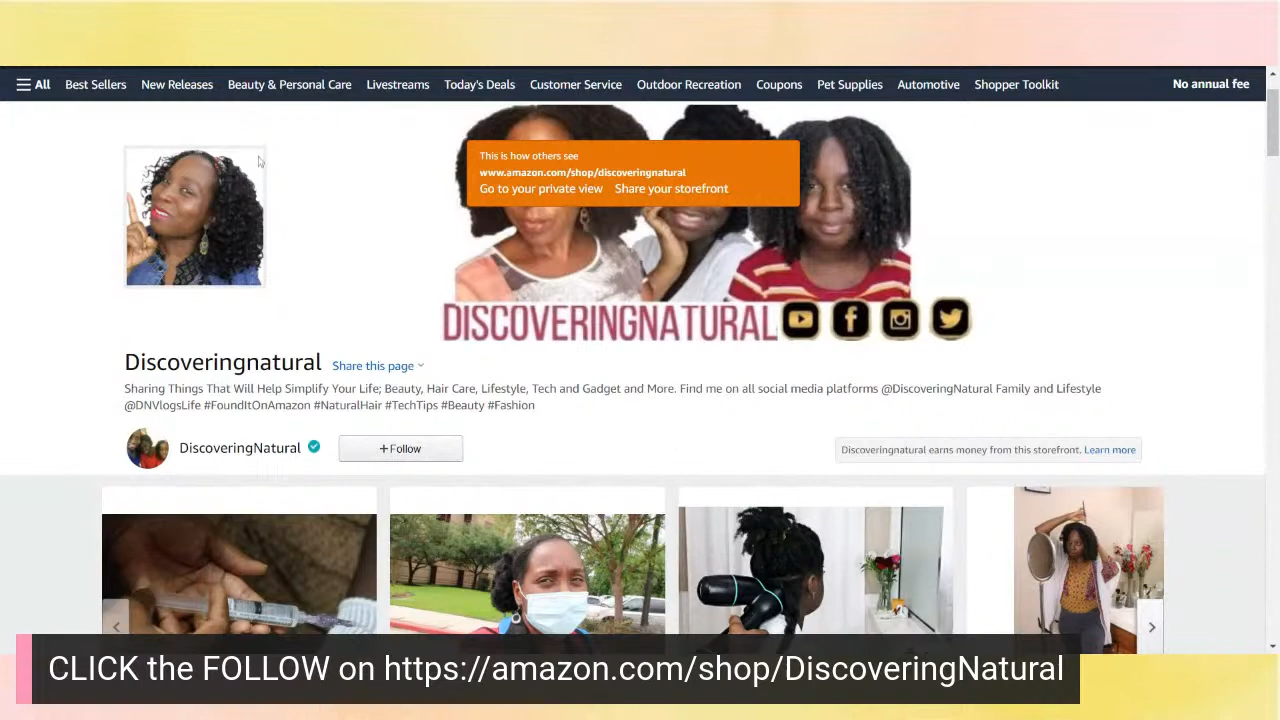 All Best Sellers New Releases Beauty & Personal Care Livestreams Today's Deals Customer Service Outdoor Recreation Coupons Pet Supplies Automotive Shopper Toolkit No annual fee
This is how others see
www.amazon.com/shop/discoveringnatural
Go to your private view Share your storefront
DISCOVERINGNATURAL
Discoveringnatural Share this page
Sharing Things That Will Help Simplify Your Life; Beauty, Hair Care, Lifestyle, Tech and Gadget and More. Find me on all social media platforms @DiscoveringNatural Family and Lifestyle
@DNVlogsLife #FoundItOnAmazon #NaturalHair #TechTips #Beauty #Fashion
DiscoveringNatural +Follow Discoveringnatural earns money from this storefront. Learn more
CLICK the FOLLOW on https://amazon.com/shop/DiscoveringNatural